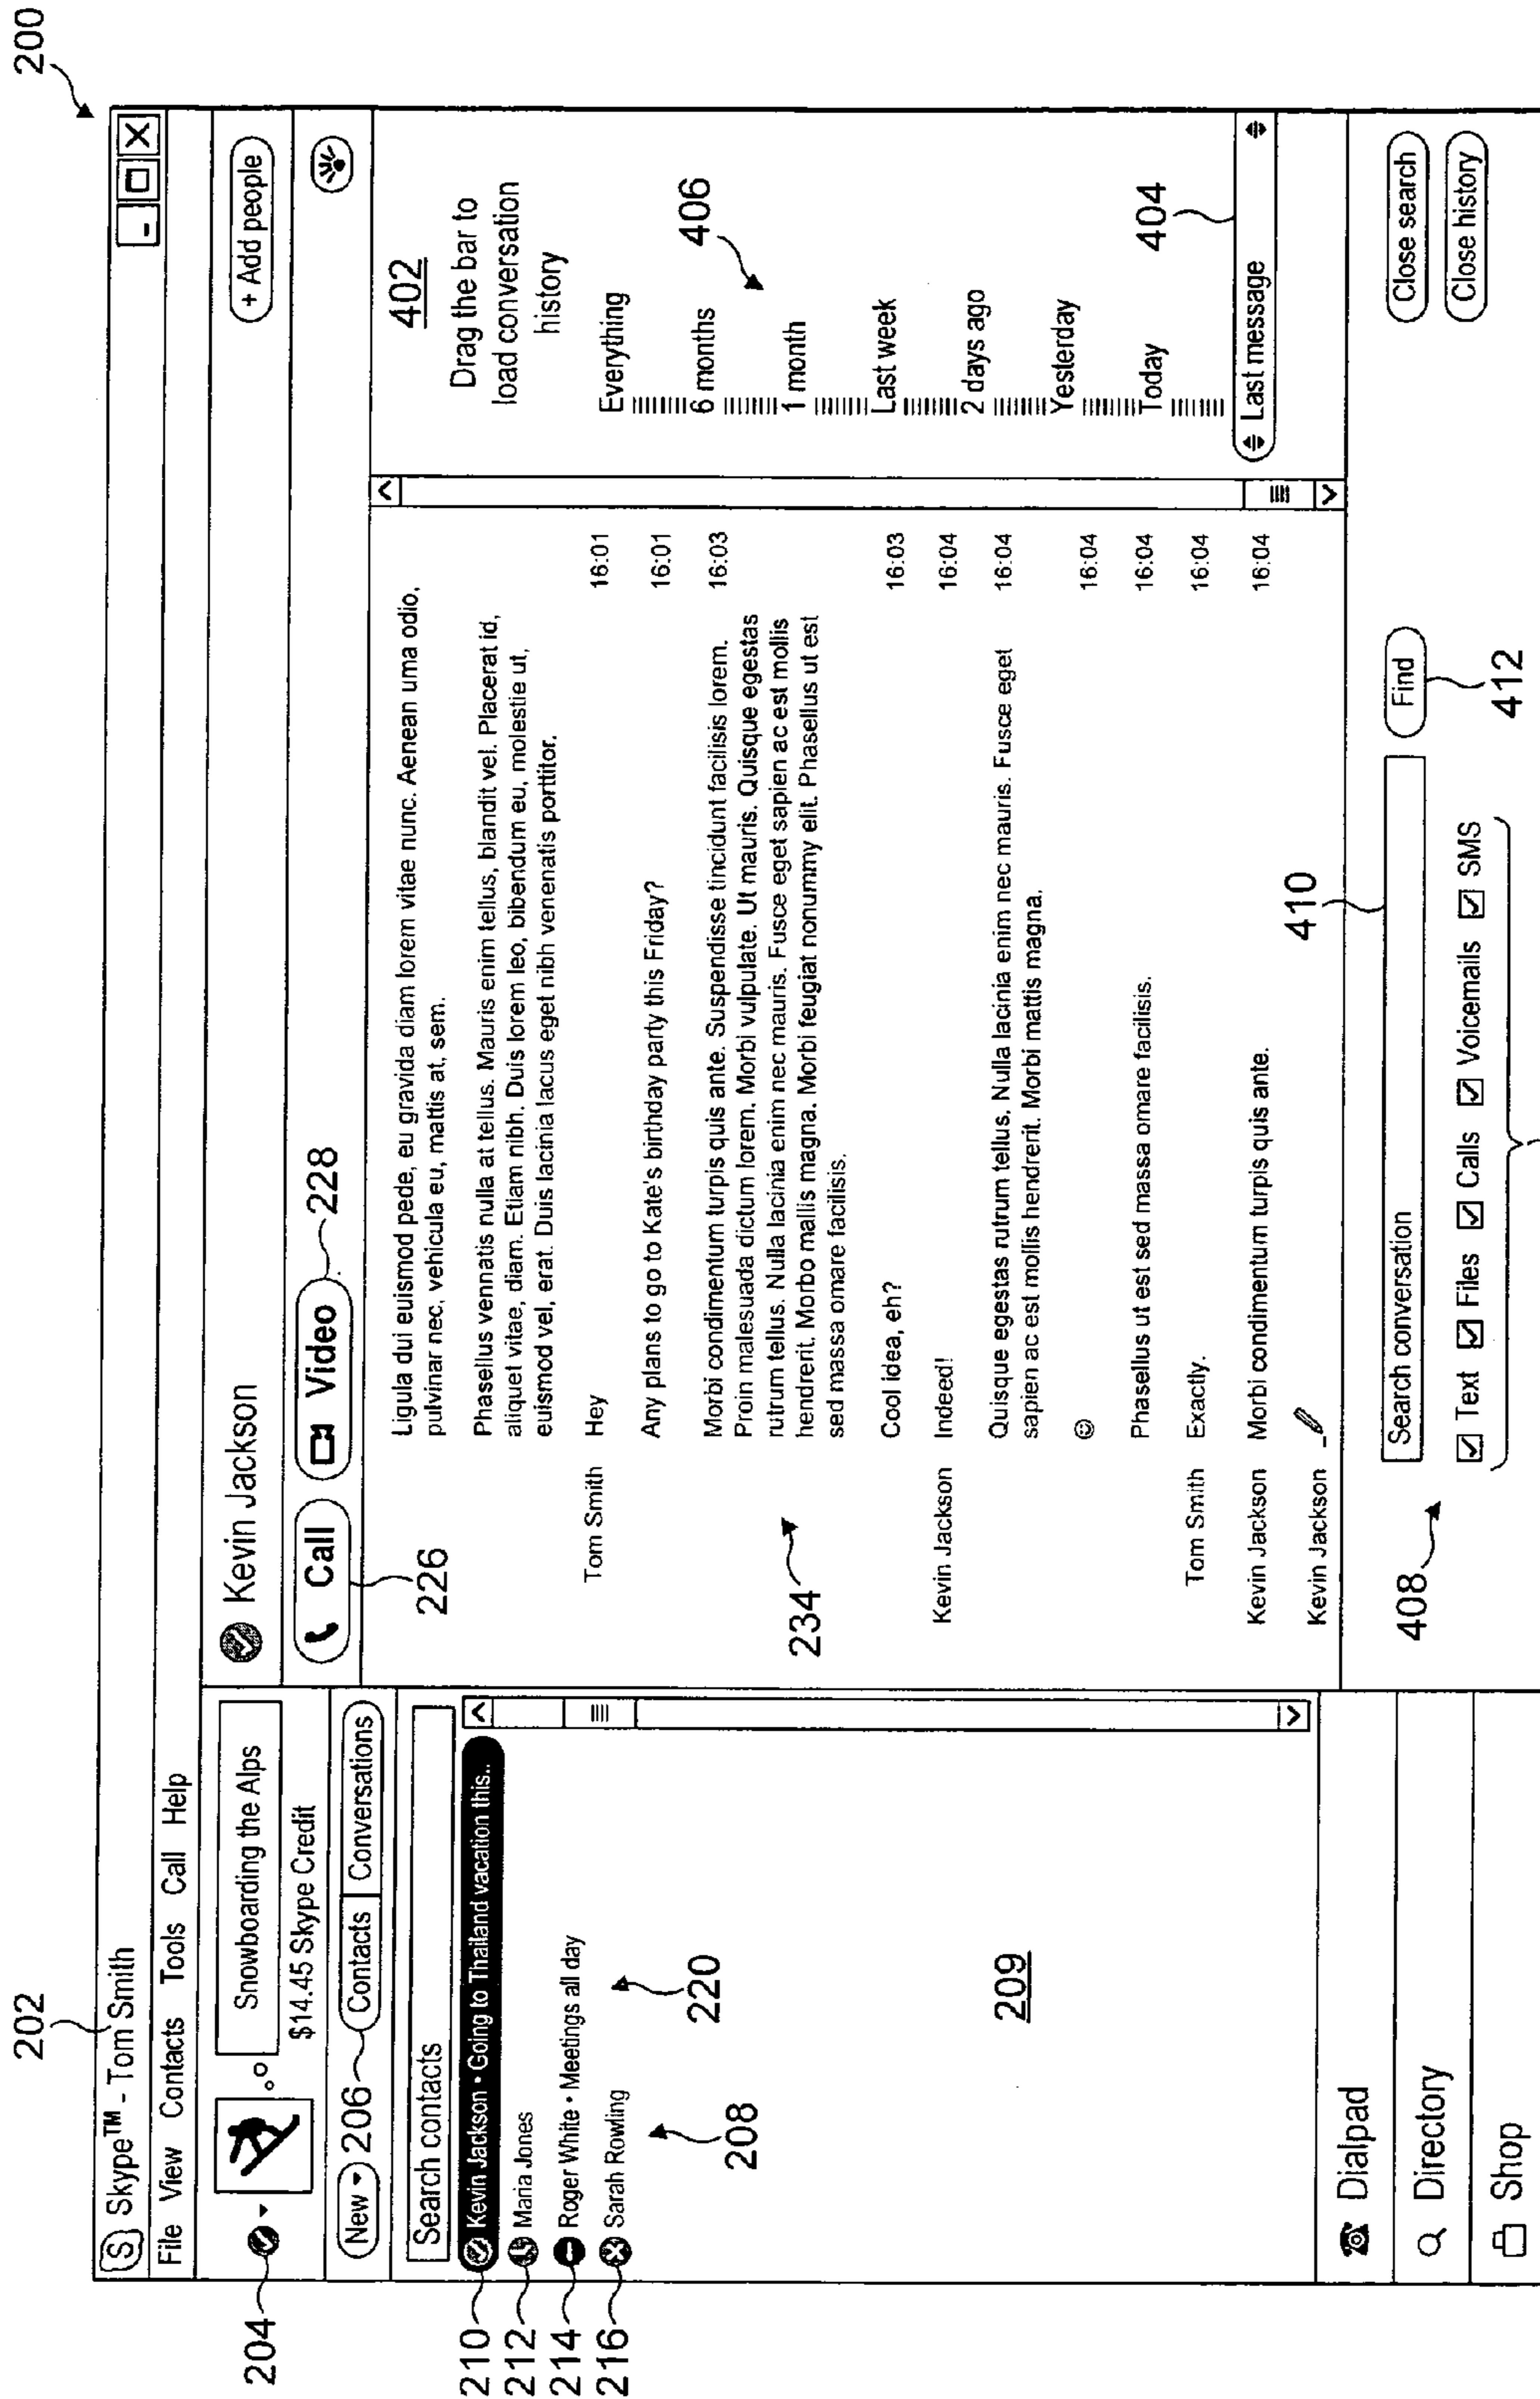 200
202
Skype™ - Tom Smith
File View Contacts Tools Call Help
204
Snowboarding the Alps
$14.45 Skype Credit
New
206
Contacts
Conversations
Search contacts
210
Kevin Jackson • Going to Thailand vacation this..
212
Maria Jones
214
Roger White • Meetings all day
216
Sarah Rowling
208
220
209
Dialpad
Directory
Shop
Kevin Jackson
+ Add people
Call
Video
228
226
Ligula dui euismod pede, eu gravida diam lorem vitae nunc. Aenean uma odio,
pulvinar nec, vehicula eu, mattis at, sem.
Phasellus vennatis nulla at tellus. Mauris enim tellus, blandit vel. Placerat id,
aliquet vitae, diam. Etiam nibh. Duis lorem leo, bibendum eu, molestie ut,
euismod vel, erat. Duis lacinia lacus eget nibh venenatis porttitor.
Tom Smith Hey 16:01
Any plans to go to Kate's birthday party this Friday? 16:01
Morbi condimentum turpis quis ante. Suspendisse tincidunt facilisis lorem. 16:03
Proin malesuada dictum lorem. Morbi vulputate. Ut mauris. Quisque egestas
rutrum tellus. Nulla lacinia enim nec mauris. Fusce eget sapien ac est mollis
hendrerit. Morbo mallis magna. Morbi feugiat nonummy elit. Phasellus ut est
sed massa omare facilisis.
234
Cool idea, eh? 16:03
Kevin Jackson Indeed! 16:04
Quisque egestas rutrum tellus. Nulla lacinia enim nec mauris. Fusce eget 16:04
sapien ac est mollis hendrerit. Morbi mattis magna.
16:04
Phasellus ut est sed massa omare facilisis. 16:04
Tom Smith Exactly. 16:04
Kevin Jackson Morbi condimentum turpis quis ante. 16:04
Kevin Jackson _
402
Drag the bar to
load conversation
history
Everything
6 months
406
1 month
Last week
2 days ago
Yesterday
Today
404
Last message
408
410
Search conversation
Find
412
Text Files Calls Voicemails SMS
Close search
Close history